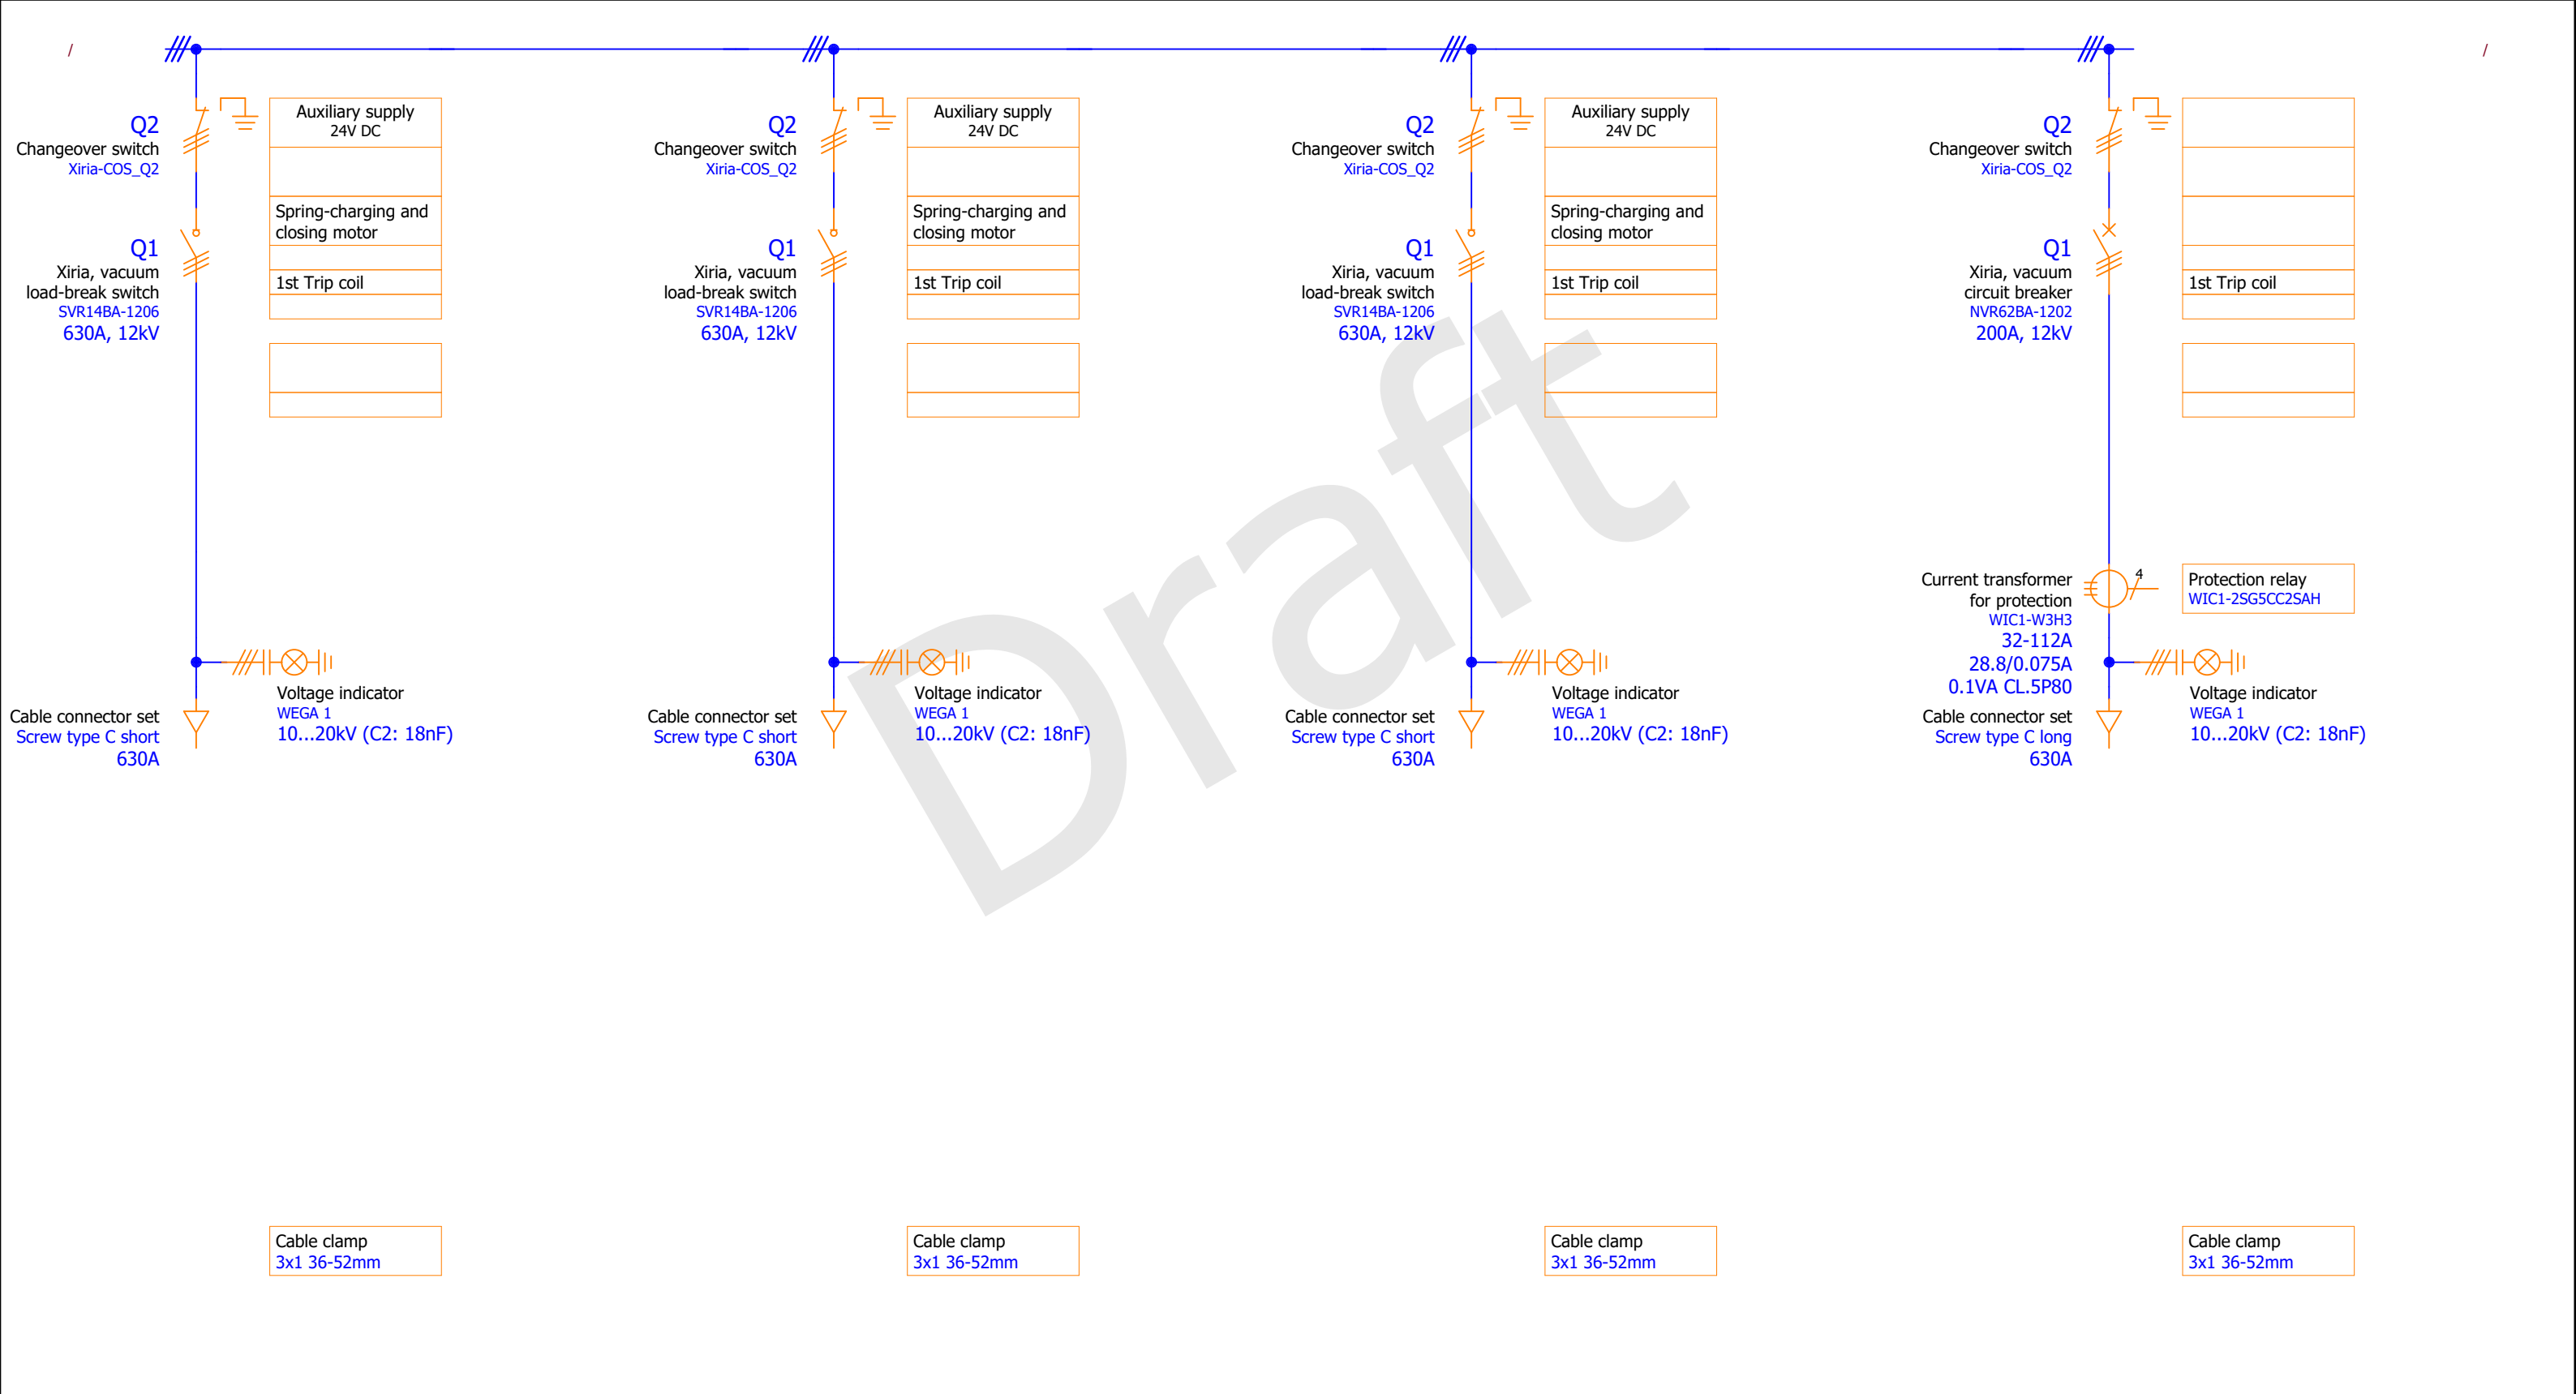 /
/
Q2
Changeover switch
Xiria-COS_Q2
Auxiliary supply
24V DC
Spring-charging and
closing motor
1st Trip coil
Q1
Xiria, vacuum
load-break switch
SVR14BA-1206
630A, 12kV
Voltage indicator
WEGA 1
10...20kV (C2: 18nF)
Cable connector set
Screw type C short
630A
Cable clamp
3x1 36-52mm
Q2
Changeover switch
Xiria-COS_Q2
Auxiliary supply
24V DC
Spring-charging and
closing motor
1st Trip coil
Q1
Xiria, vacuum
load-break switch
SVR14BA-1206
630A, 12kV
Voltage indicator
WEGA 1
10...20kV (C2: 18nF)
Cable connector set
Screw type C short
630A
Cable clamp
3x1 36-52mm
Q2
Changeover switch
Xiria-COS_Q2
Auxiliary supply
24V DC
Spring-charging and
closing motor
1st Trip coil
Q1
Xiria, vacuum
load-break switch
SVR14BA-1206
630A, 12kV
Voltage indicator
WEGA 1
10...20kV (C2: 18nF)
Cable connector set
Screw type C short
630A
Cable clamp
3x1 36-52mm
Q2
Changeover switch
Xiria-COS_Q2
1st Trip coil
Q1
Xiria, vacuum
circuit breaker
NVR62BA-1202
200A, 12kV
Current transformer
for protection
WIC1-W3H3
32-112A
28.8/0.075A
0.1VA CL.5P80
4
Protection relay
WIC1-2SG5CC2SAH
Voltage indicator
WEGA 1
10...20kV (C2: 18nF)
Cable connector set
Screw type C long
630A
Cable clamp
3x1 36-52mm
Draft